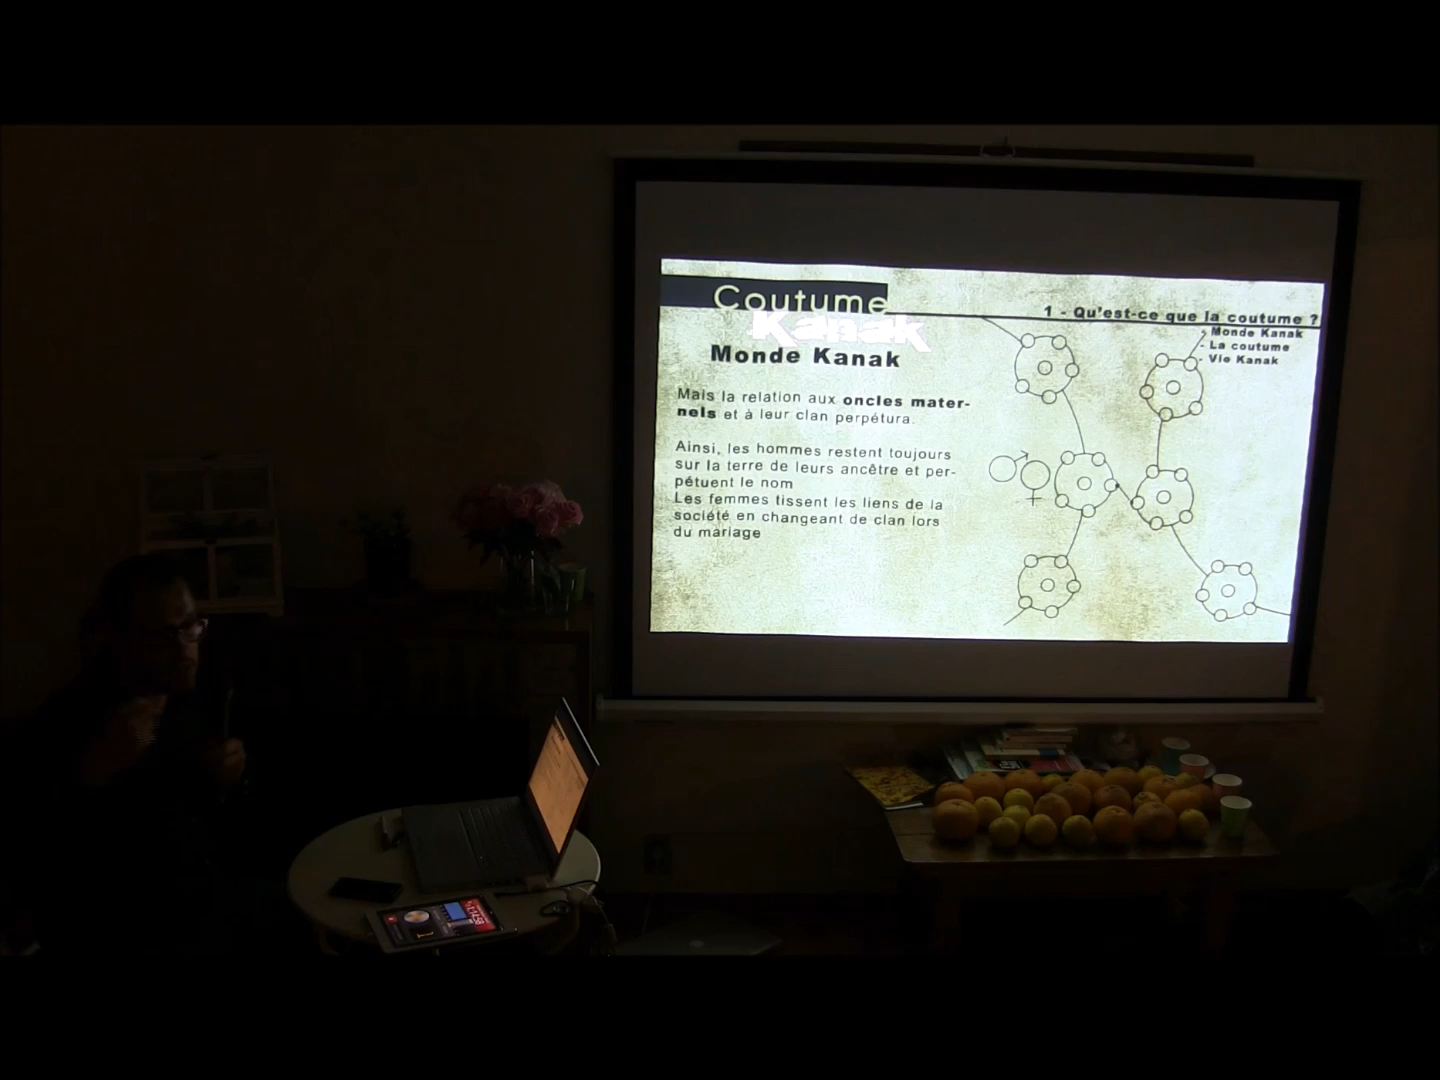 Coutume
Kanak
1 - Qu'est-ce que la coutume ?
- Monde Kanak
- La coutume
- Vie Kanak
Monde Kanak
Mais la relation aux oncles mater-
nels et à leur clan perpétura.
Ainsi, les hommes restent toujours
sur la terre de leurs ancêtre et per-
pétuent le nom
Les femmes tissent les liens de la
société en changeant de clan lors
du mariage